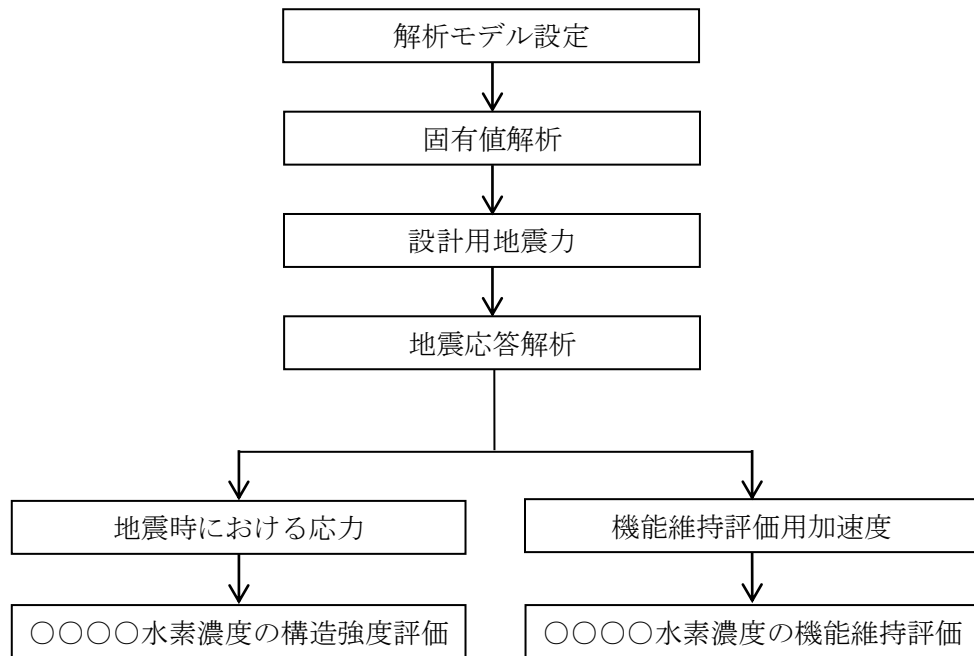 解析モデル設定
固有値解析
設計用地震力
地震応答解析
地震時における応力
機能維持評価用加速度
○○○○水素濃度の構造強度評価
○○○○水素濃度の機能維持評価